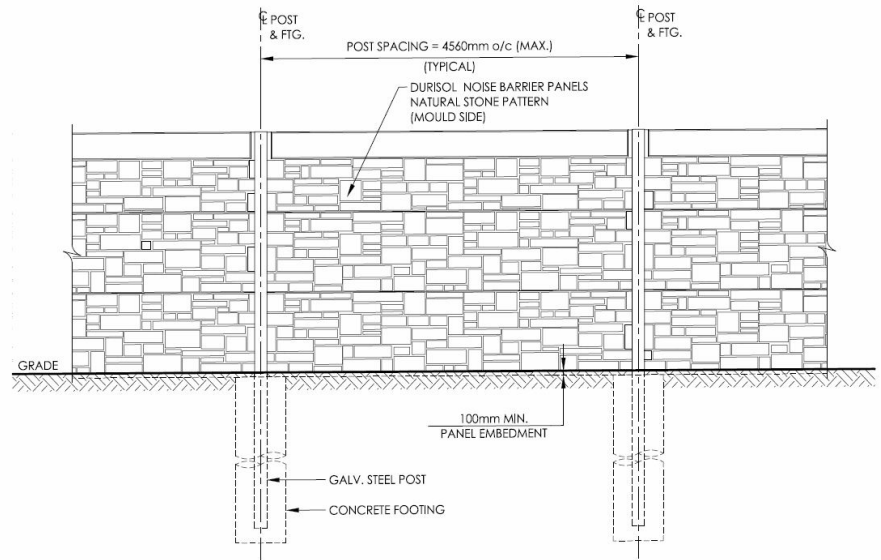 ℄ POST
& FTG.
℄ POST
& FTG.
POST SPACING = 4560mm o/c (MAX.)
(TYPICAL)
DURISOL NOISE BARRIER PANELS
NATURAL STONE PATTERN
(MOULD SIDE)
GRADE
100mm MIN.
PANEL EMBEDMENT
GALV. STEEL POST
CONCRETE FOOTING